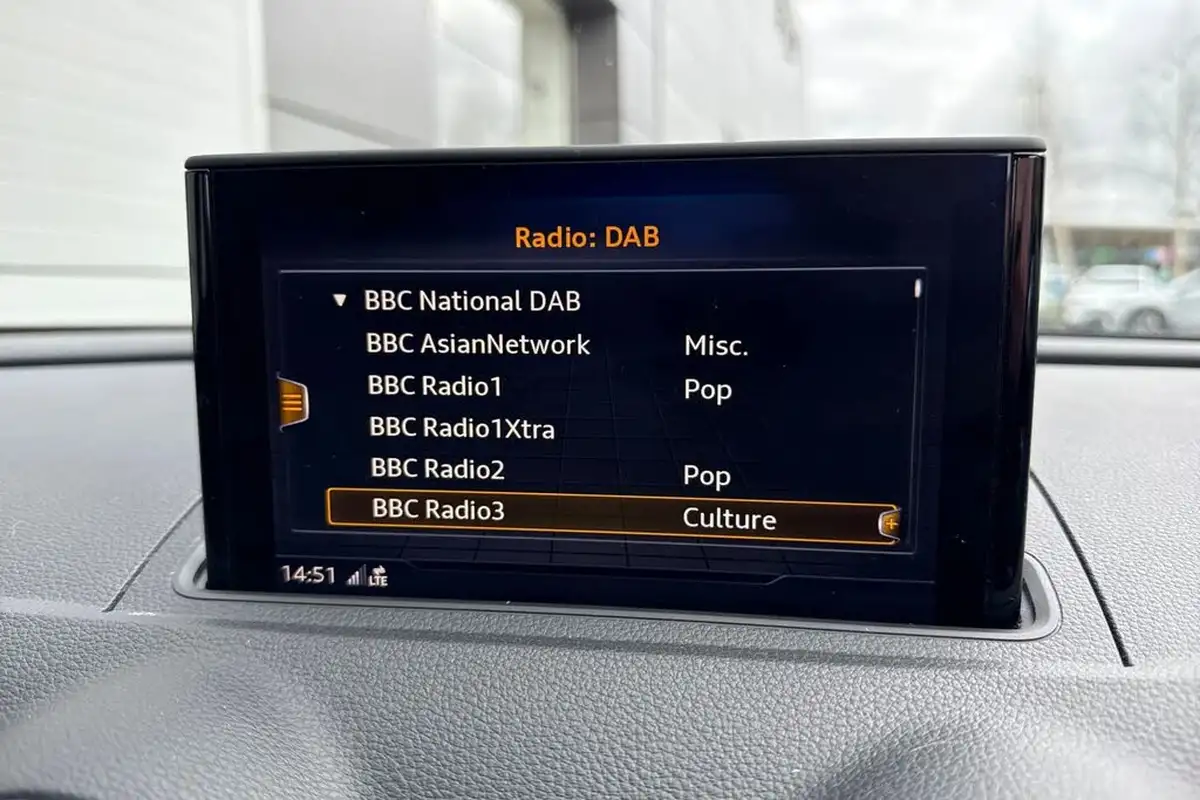 Radio: DAB
BBC National DAB
BBC AsianNetwork Misc.
BBC Radio1 Pop
BBC Radio1Xtra
BBC Radio2 Pop
BBC Radio3 Culture
14:51 LTE